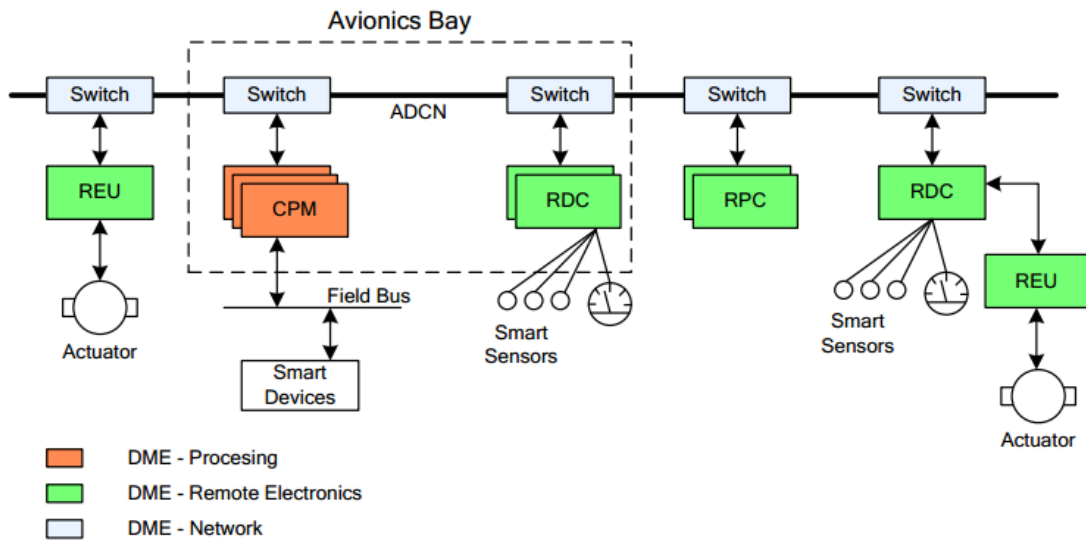 Avionics Bay
Switch
Switch
Switch
Switch
Switch
ADCN
REU
CPM
RDC
RPC
RDC
REU
Field Bus
Actuator
Smart
Devices
Smart
Sensors
Smart
Sensors
Actuator
DME - Procesing
DME - Remote Electronics
DME - Network